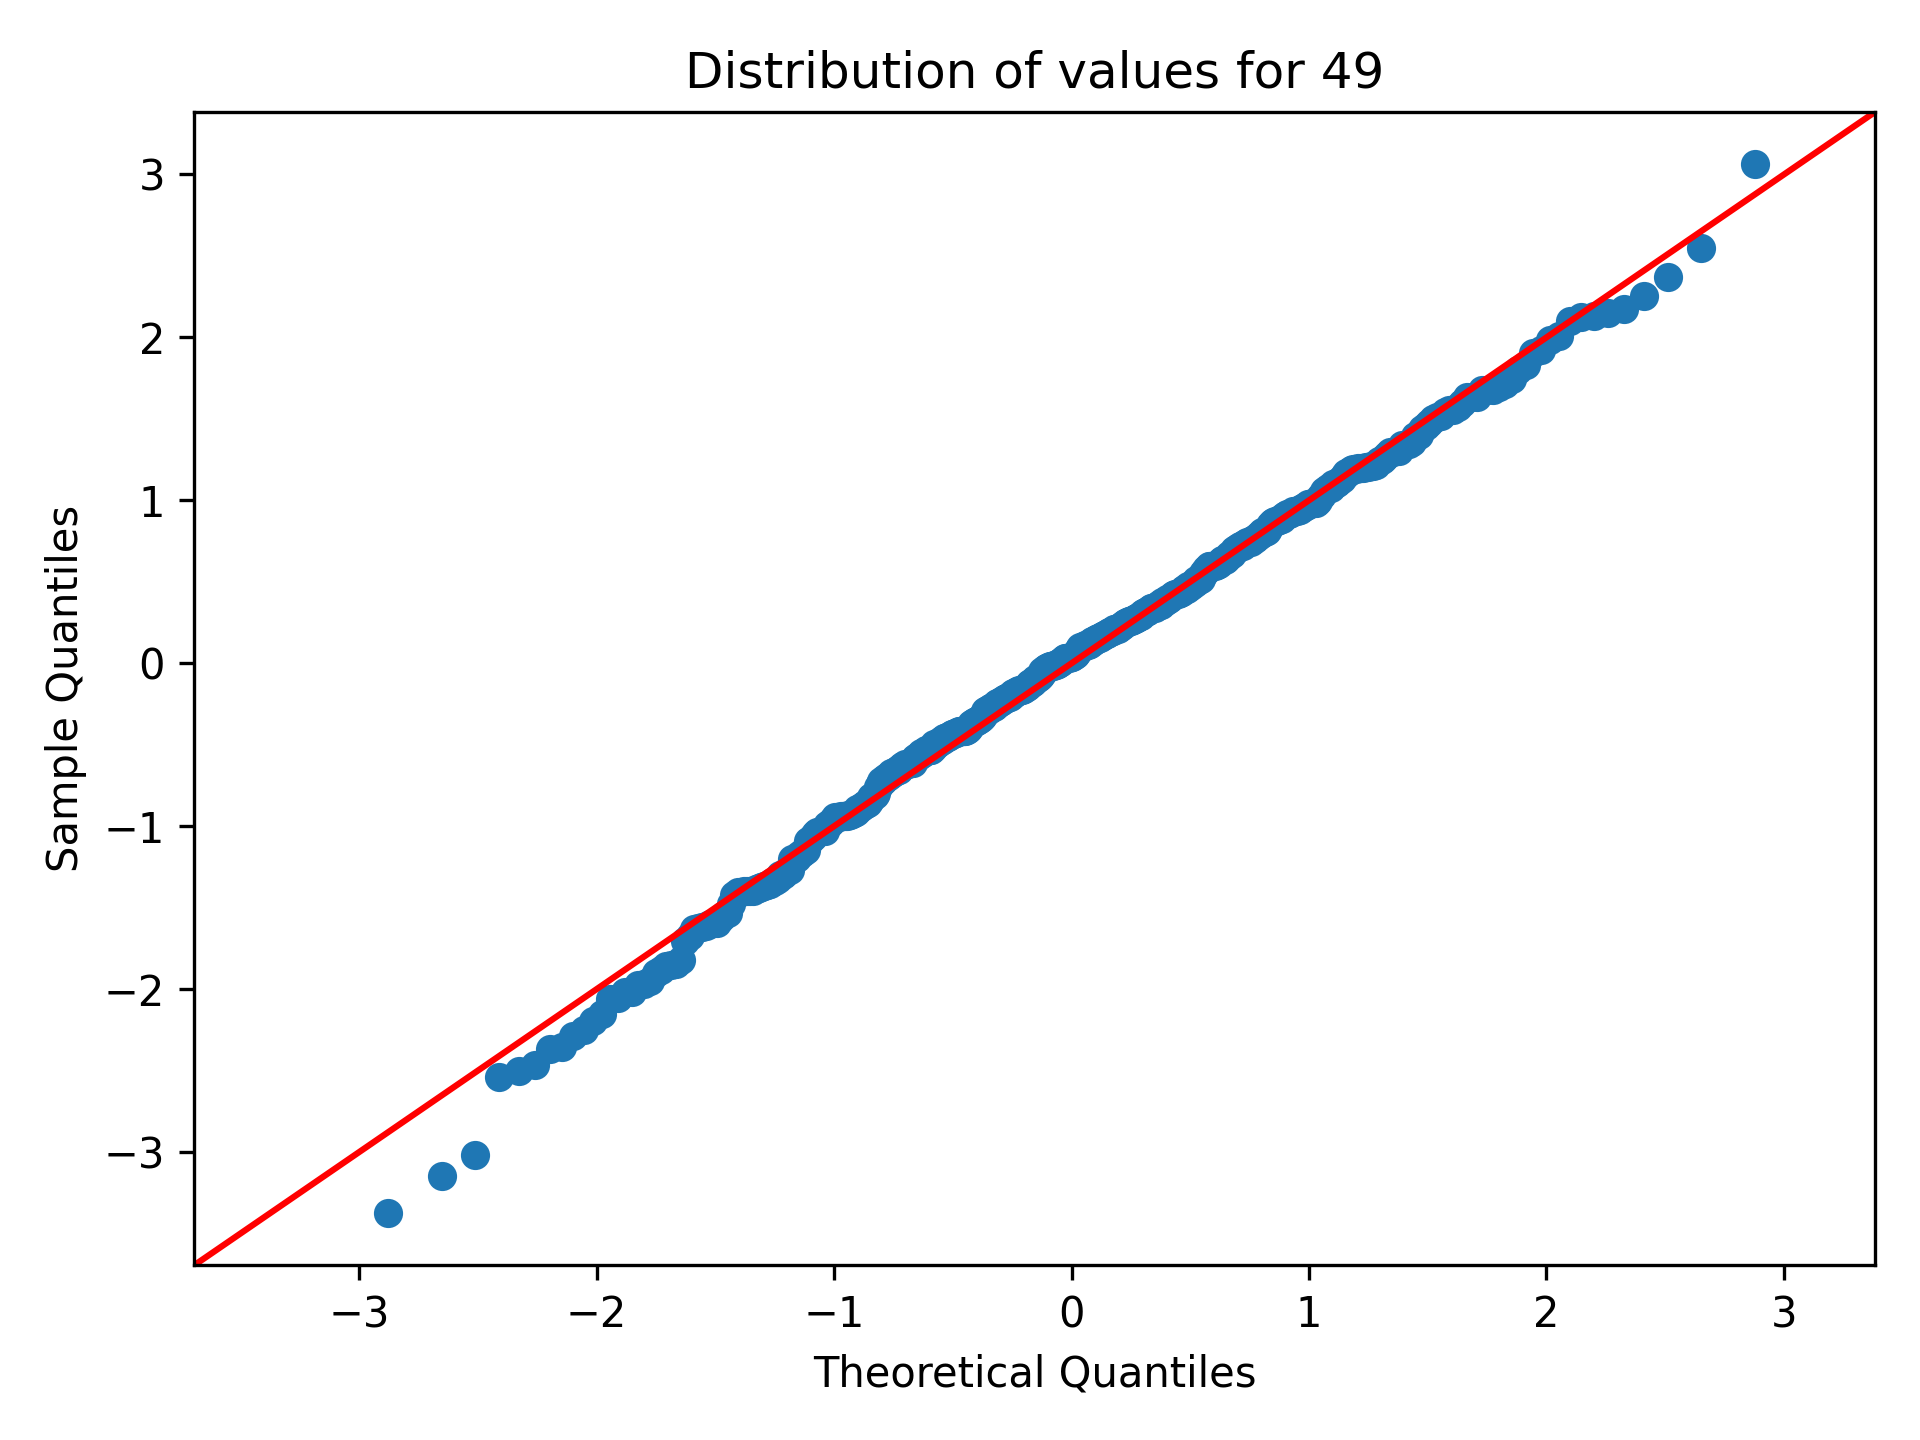 Distribution of values for 49
3
2
1
0
−1
−2
−3
Sample Quantiles
−3 −2 −1 0 1 2 3
Theoretical Quantiles